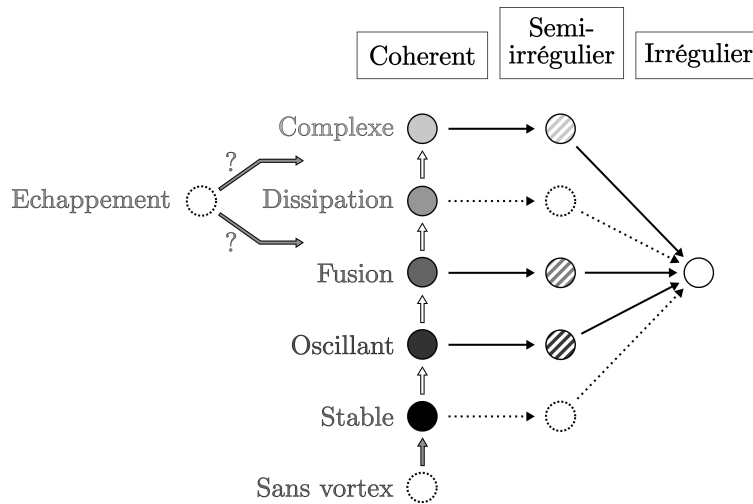 Coherent
Semi-
irrégulier
Irrégulier
Complexe
?
Echappement
Dissipation
?
Fusion
Oscillant
Stable
Sans vortex